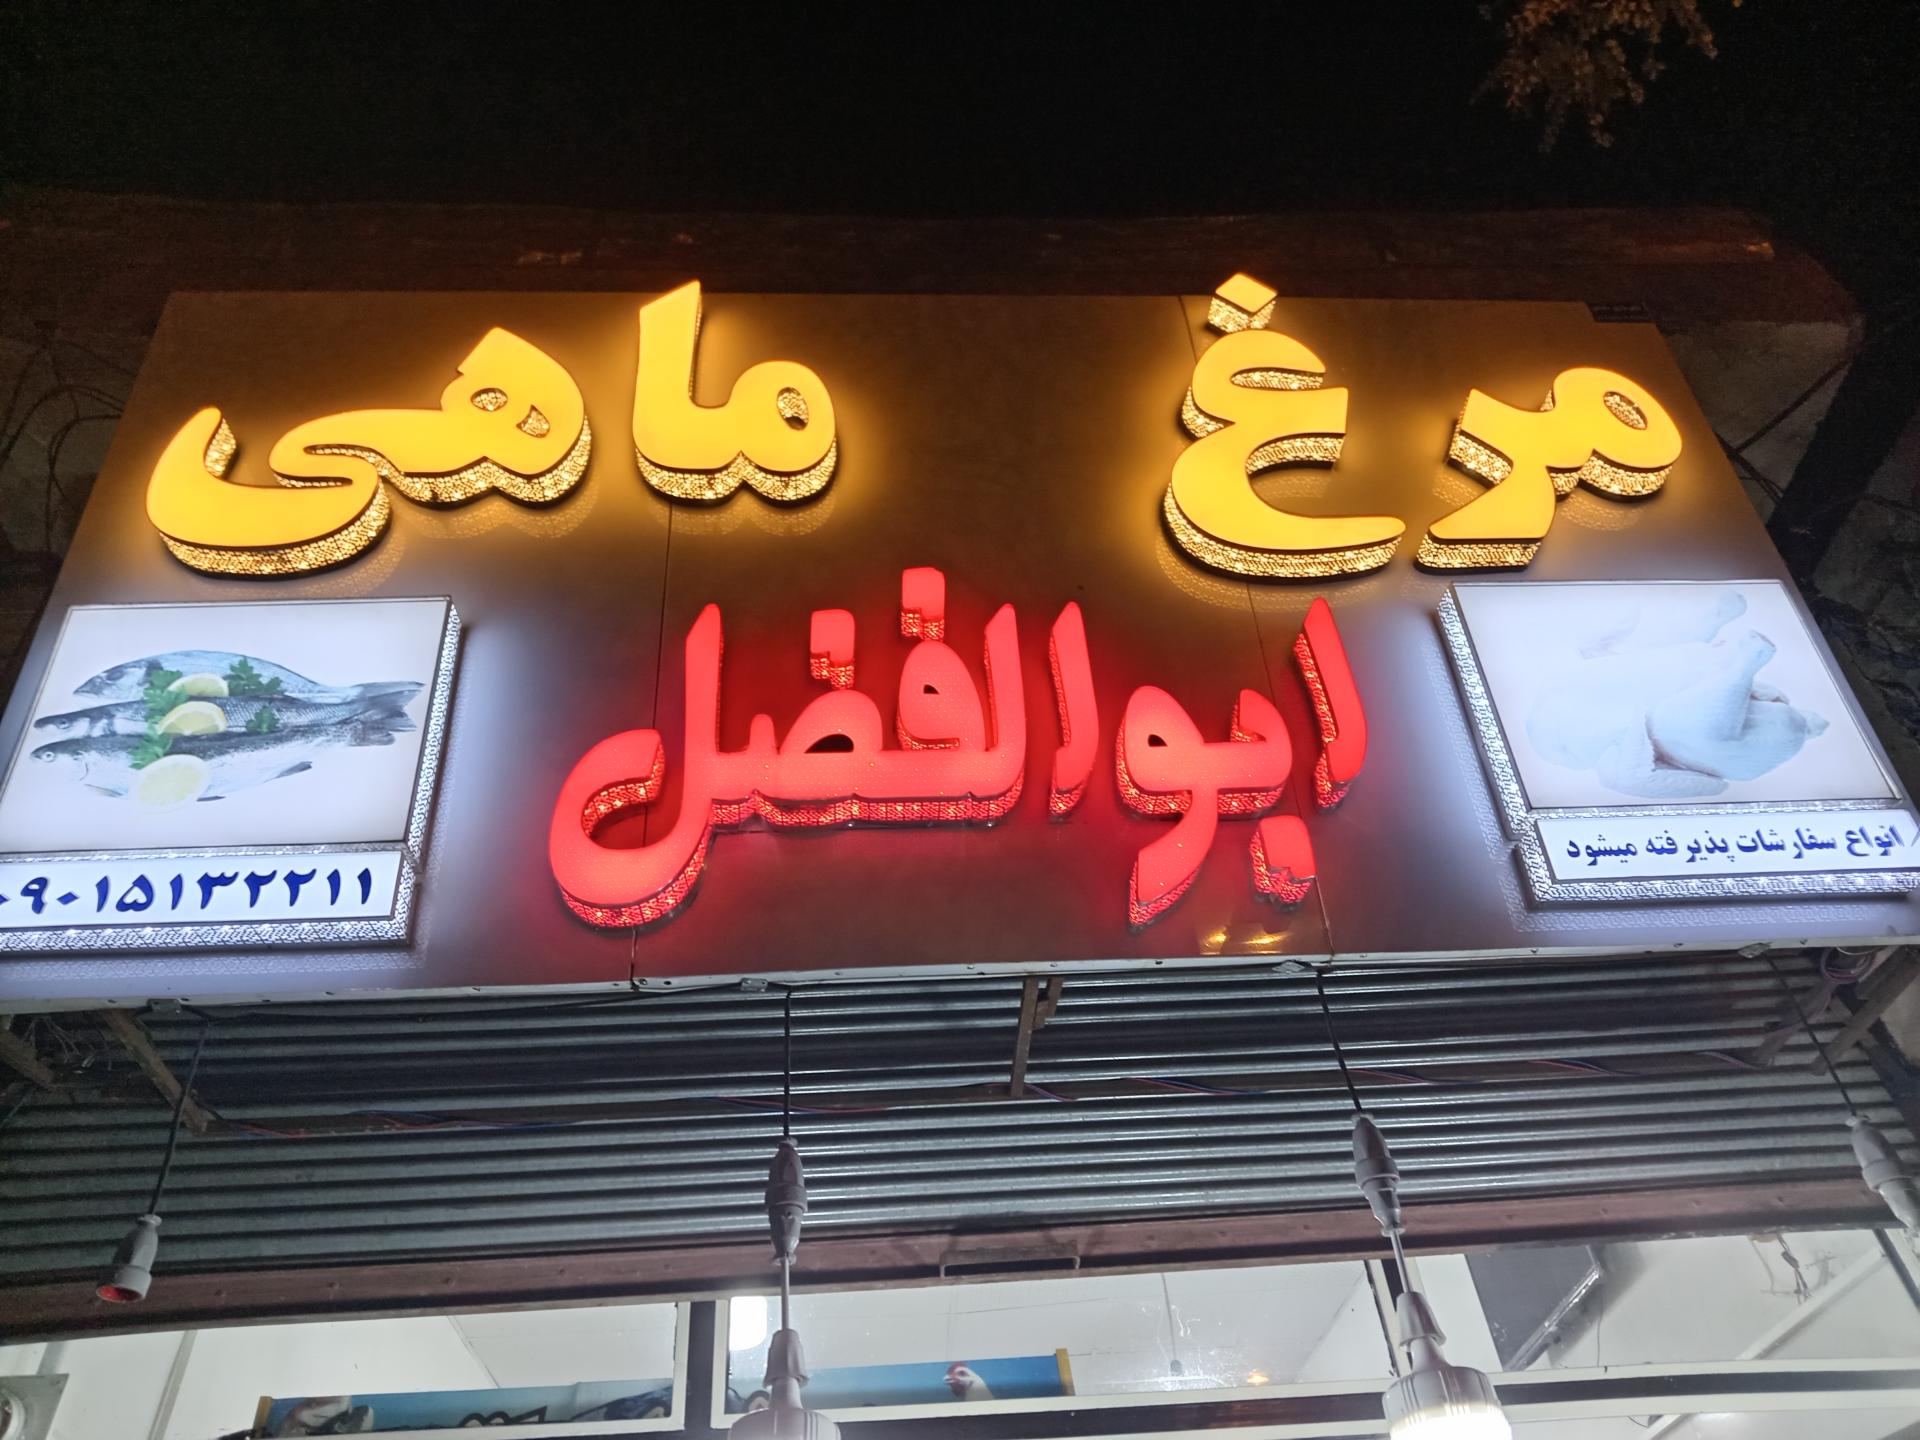 مرغ ماهی
ابوالفضل
انواع سفارشات پذیرفته میشود
۰۹۰۱۵۱۳۲۲۱۱